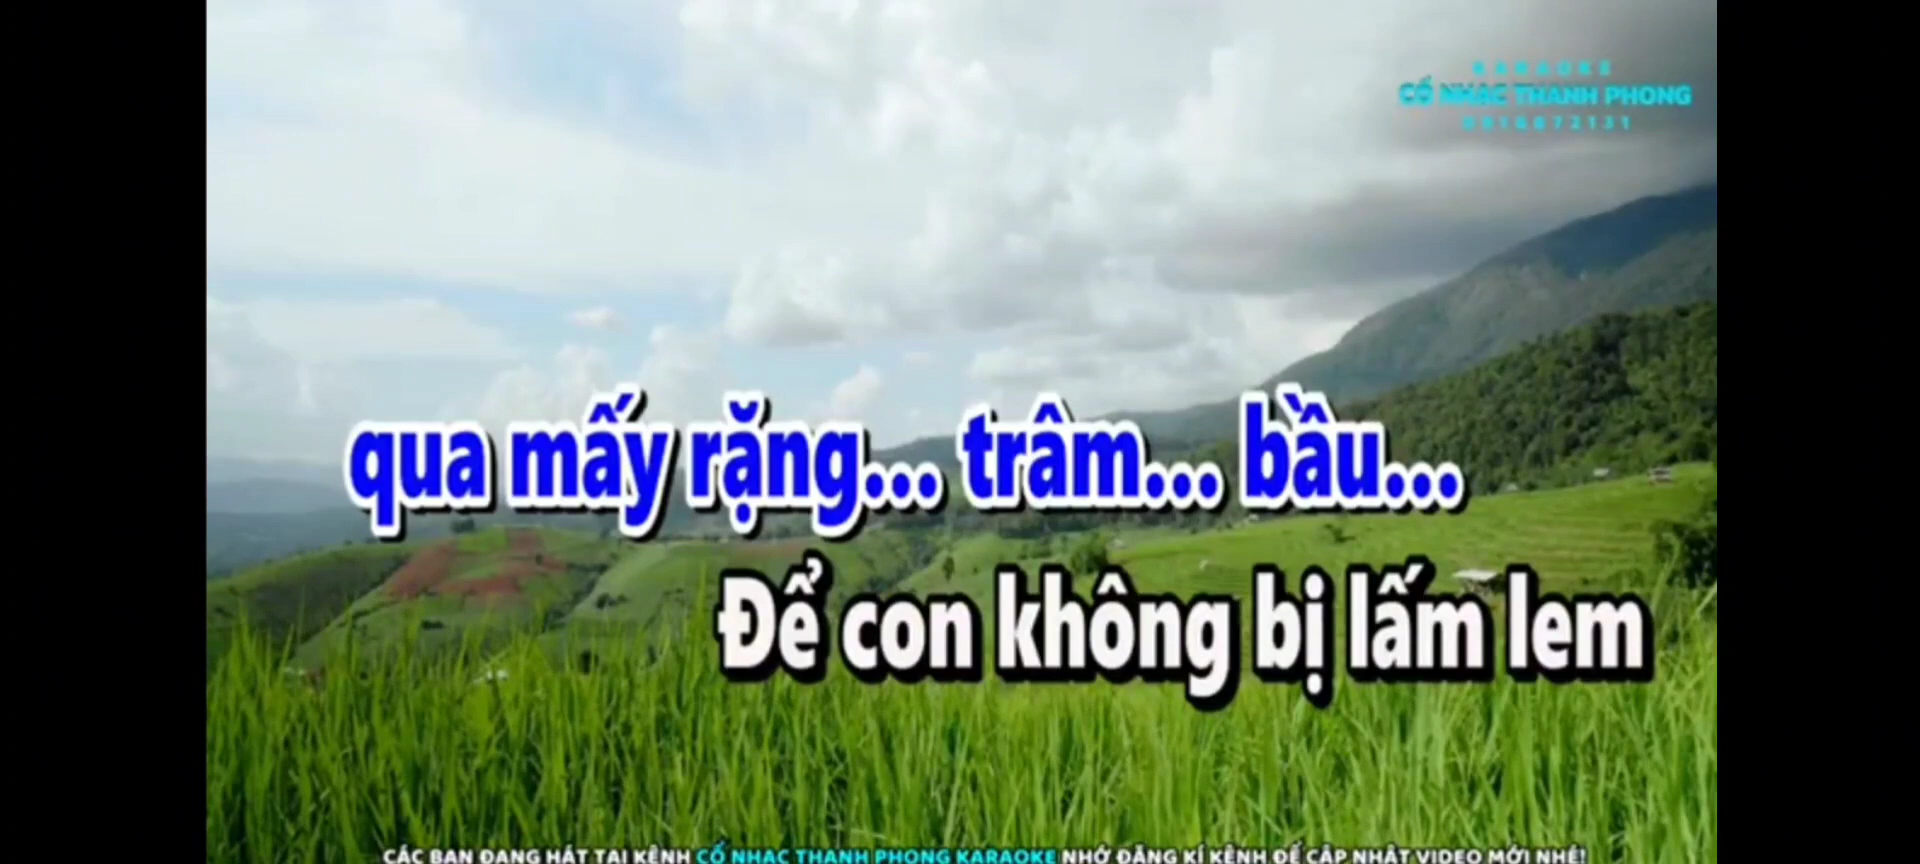 KARAOKE
CỔ NHẠC THANH PHONG
qua mấy rặng... trâm... bầu...
Để con không bị lấm lem
CÁC BẠN ĐANG HÁT TẠI KÊNH CỔ NHẠC THANH PHONG KARAOKE NHỚ ĐĂNG KÍ KÊNH ĐỂ CẬP NHẬT VIDEO MỚI NHÉ!